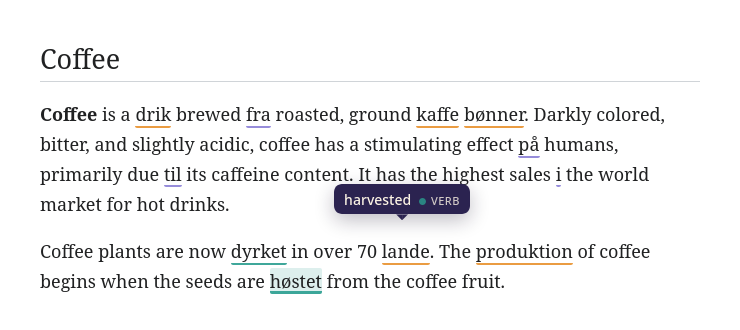 Coffee
Coffee is a drik brewed fra roasted, ground kaffe bønner. Darkly colored,
bitter, and slightly acidic, coffee has a stimulating effect på humans,
primarily due til its caffeine content. It has the highest sales i the world
harvested VERB
market for hot drinks.
Coffee plants are now dyrket in over 70 lande. The produktion of coffee
begins when the seeds are høstet from the coffee fruit.